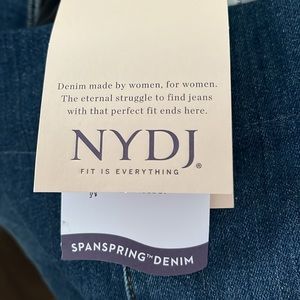 Denim made by women, for women.
The eternal struggle to find jeans
with that perfect fit ends here.
NYDJ®
FIT IS EVERYTHING
SPANSPRING™DENIM